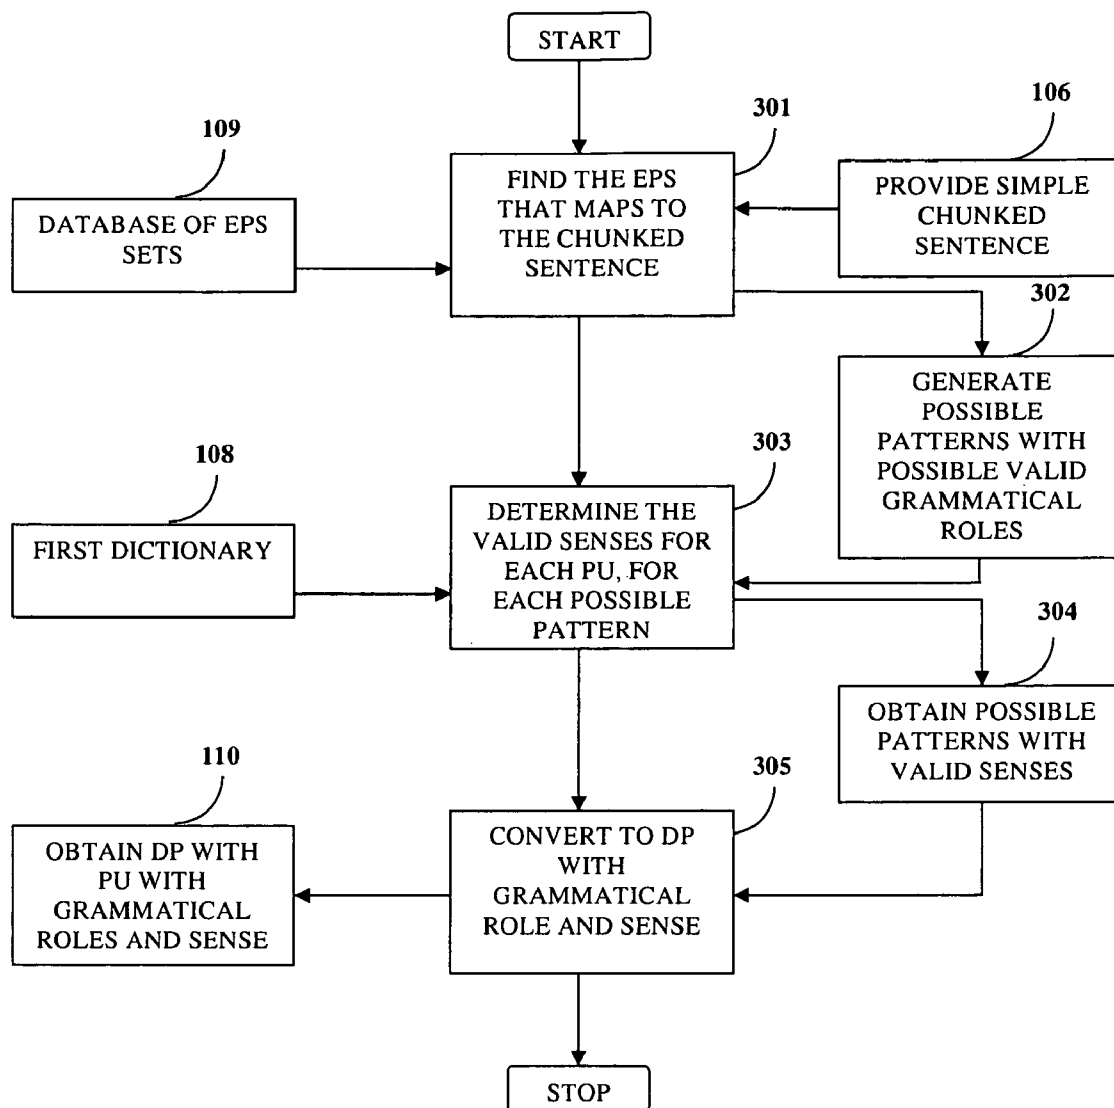 START
301
106
109
FIND THE EPS
THAT MAPS TO
THE CHUNKED
SENTENCE
PROVIDE SIMPLE
CHUNKED
SENTENCE
DATABASE OF EPS
SETS
302
GENERATE
POSSIBLE
PATTERNS WITH
POSSIBLE VALID
GRAMMATICAL
ROLES
303
108
DETERMINE THE
VALID SENSES FOR
EACH PU, FOR
EACH POSSIBLE
PATTERN
FIRST DICTIONARY
304
OBTAIN POSSIBLE
PATTERNS WITH
VALID SENSES
110
305
CONVERT TO DP
WITH
GRAMMATICAL
ROLE AND SENSE
OBTAIN DP WITH
PU WITH
GRAMMATICAL
ROLES AND SENSE
STOP